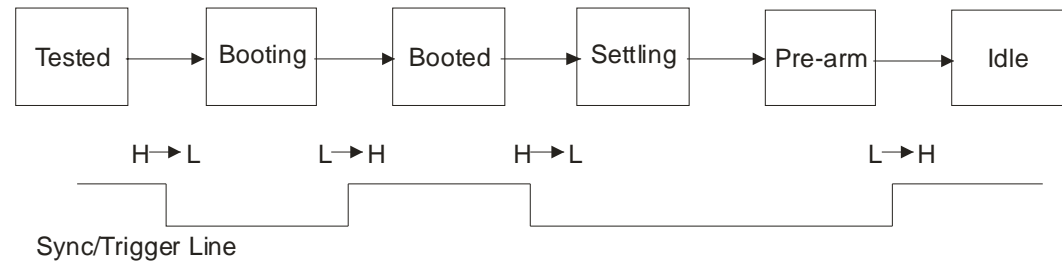 Tested
Booting
Booted
Settling
Pre-arm
Idle
H → L
L → H
H → L
L → H
Sync/Trigger Line